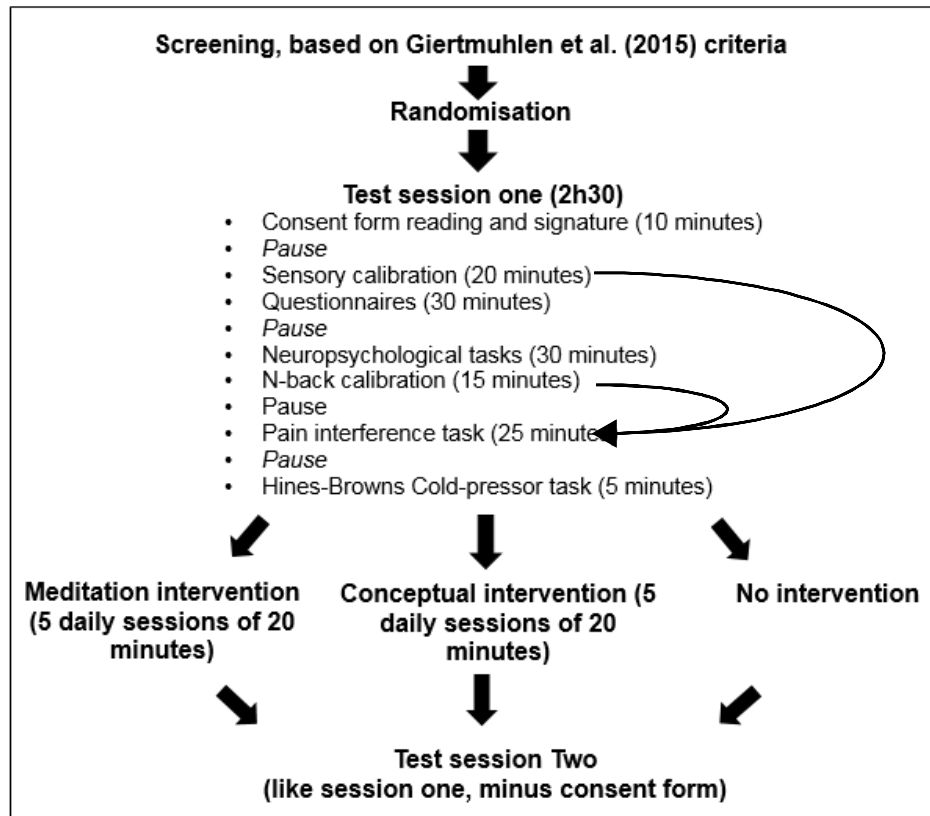 Screening, based on Giertmuhlen et al. (2015) criteria
Randomisation
Test session one (2h30)
• Consent form reading and signature (10 minutes)
• Pause
• Sensory calibration (20 minutes)
• Questionnaires (30 minutes)
• Pause
• Neuropsychological tasks (30 minutes)
• N-back calibration (15 minutes)
• Pause
• Pain interference task (25 minute
• Pause
• Hines-Browns Cold-pressor task (5 minutes)
Meditation intervention
(5 daily sessions of 20
minutes)
Conceptual intervention (5
daily sessions of 20
minutes)
No intervention
Test session Two
(like session one, minus consent form)